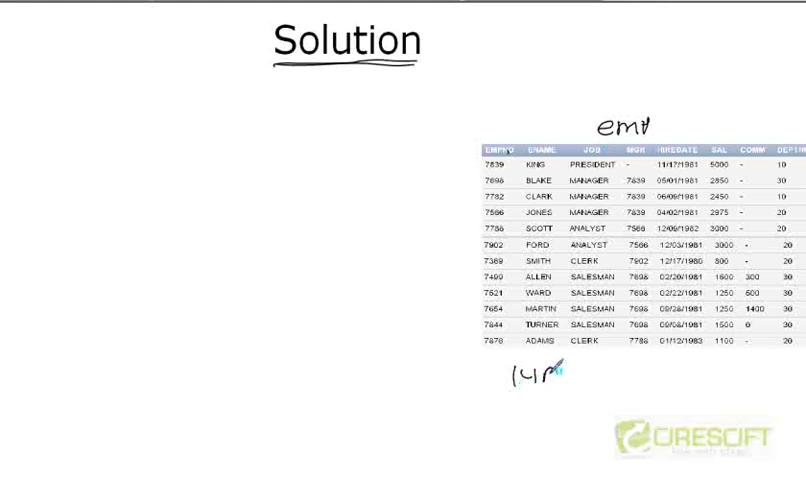 Solution
emp
EMPNO ENAME JOB MGR HIREDATE SAL COMM DEPTN
7839 KING PRESIDENT - 11/17/1981 5000 - 10
7698 BLAKE MANAGER 7839 05/01/1981 2850 - 30
7782 CLARK MANAGER 7839 06/09/1981 2450 - 10
7566 JONES MANAGER 7839 04/02/1981 2975 - 20
7788 SCOTT ANALYST 7566 12/09/1982 3000 - 20
7902 FORD ANALYST 7566 12/03/1981 3000 - 20
7369 SMITH CLERK 7902 12/17/1980 800 - 20
7499 ALLEN SALESMAN 7698 02/20/1981 1600 300 30
7521 WARD SALESMAN 7698 02/22/1981 1250 500 30
7654 MARTIN SALESMAN 7698 09/28/1981 1250 1400 30
7844 TURNER SALESMAN 7698 09/08/1981 1500 0 30
7876 ADAMS CLERK 7788 01/12/1983 1100 - 20
14r